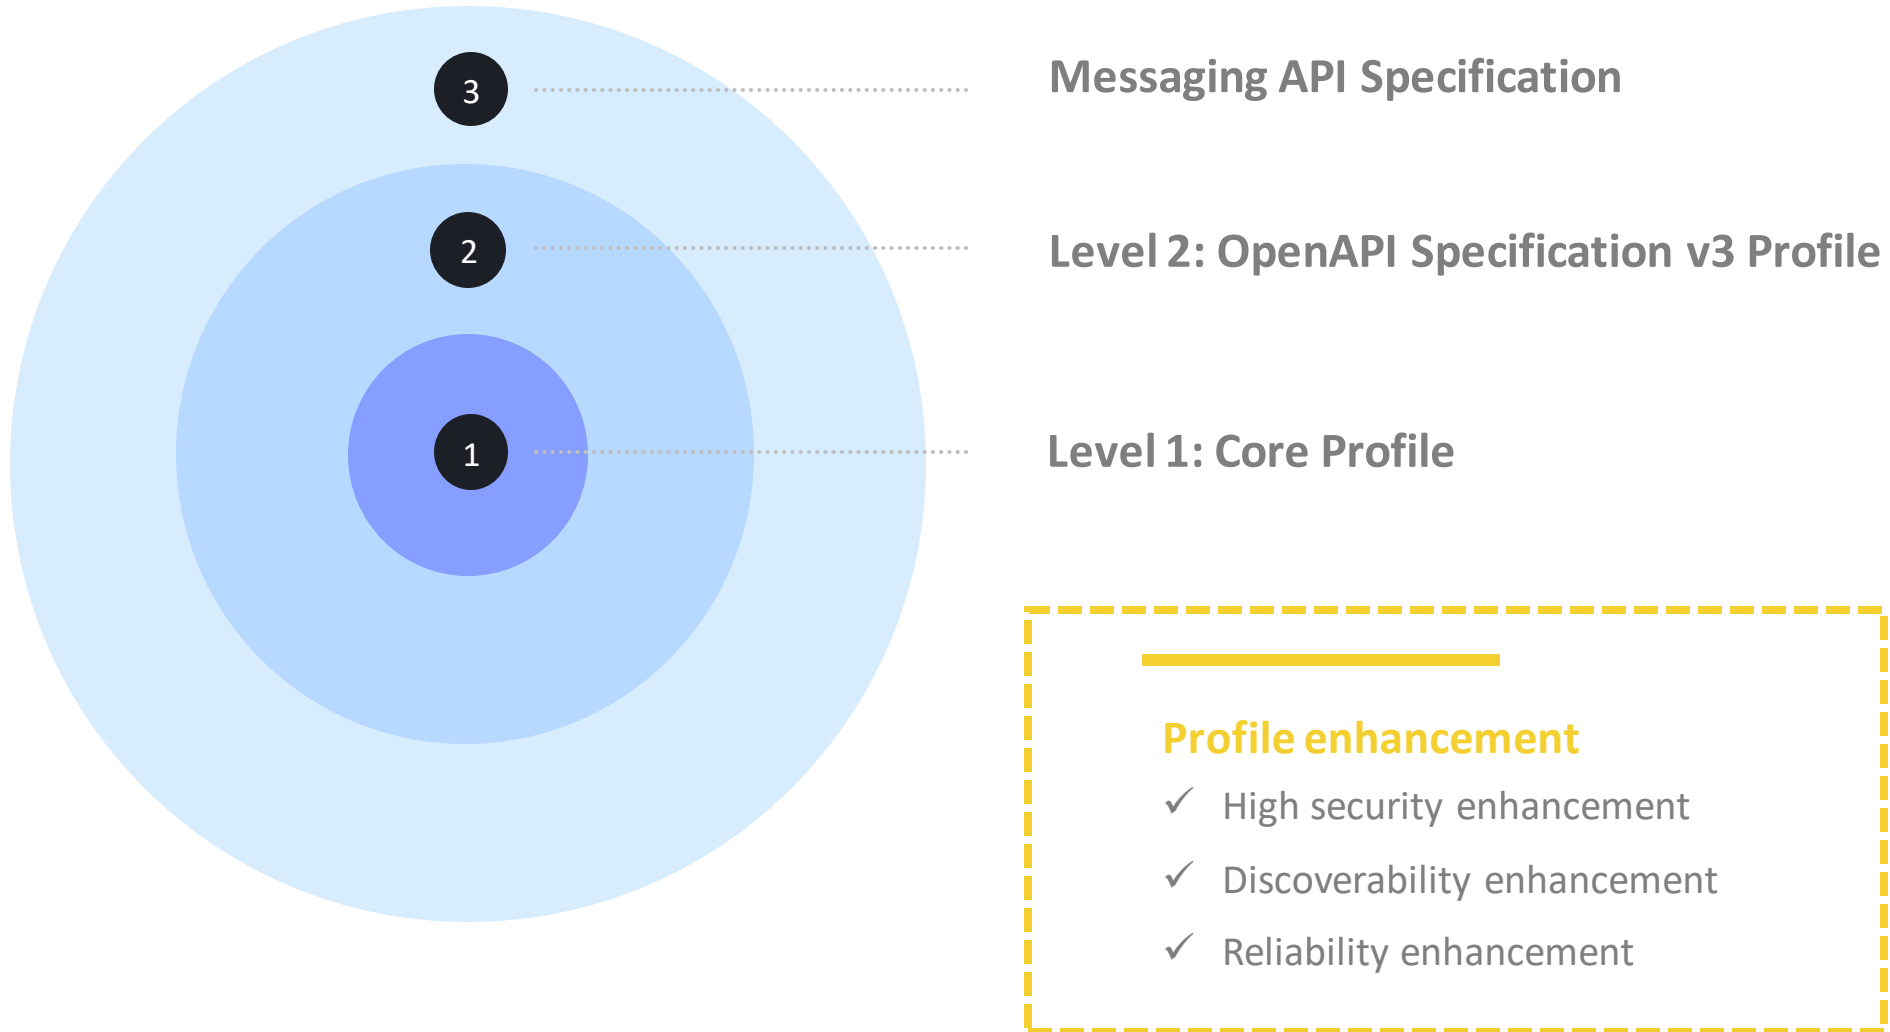 3
Messaging API Specification
2
Level 2: OpenAPI Specification v3 Profile
1
Level 1: Core Profile
Profile enhancement
✓ High security enhancement
✓ Discoverability enhancement
✓ Reliability enhancement